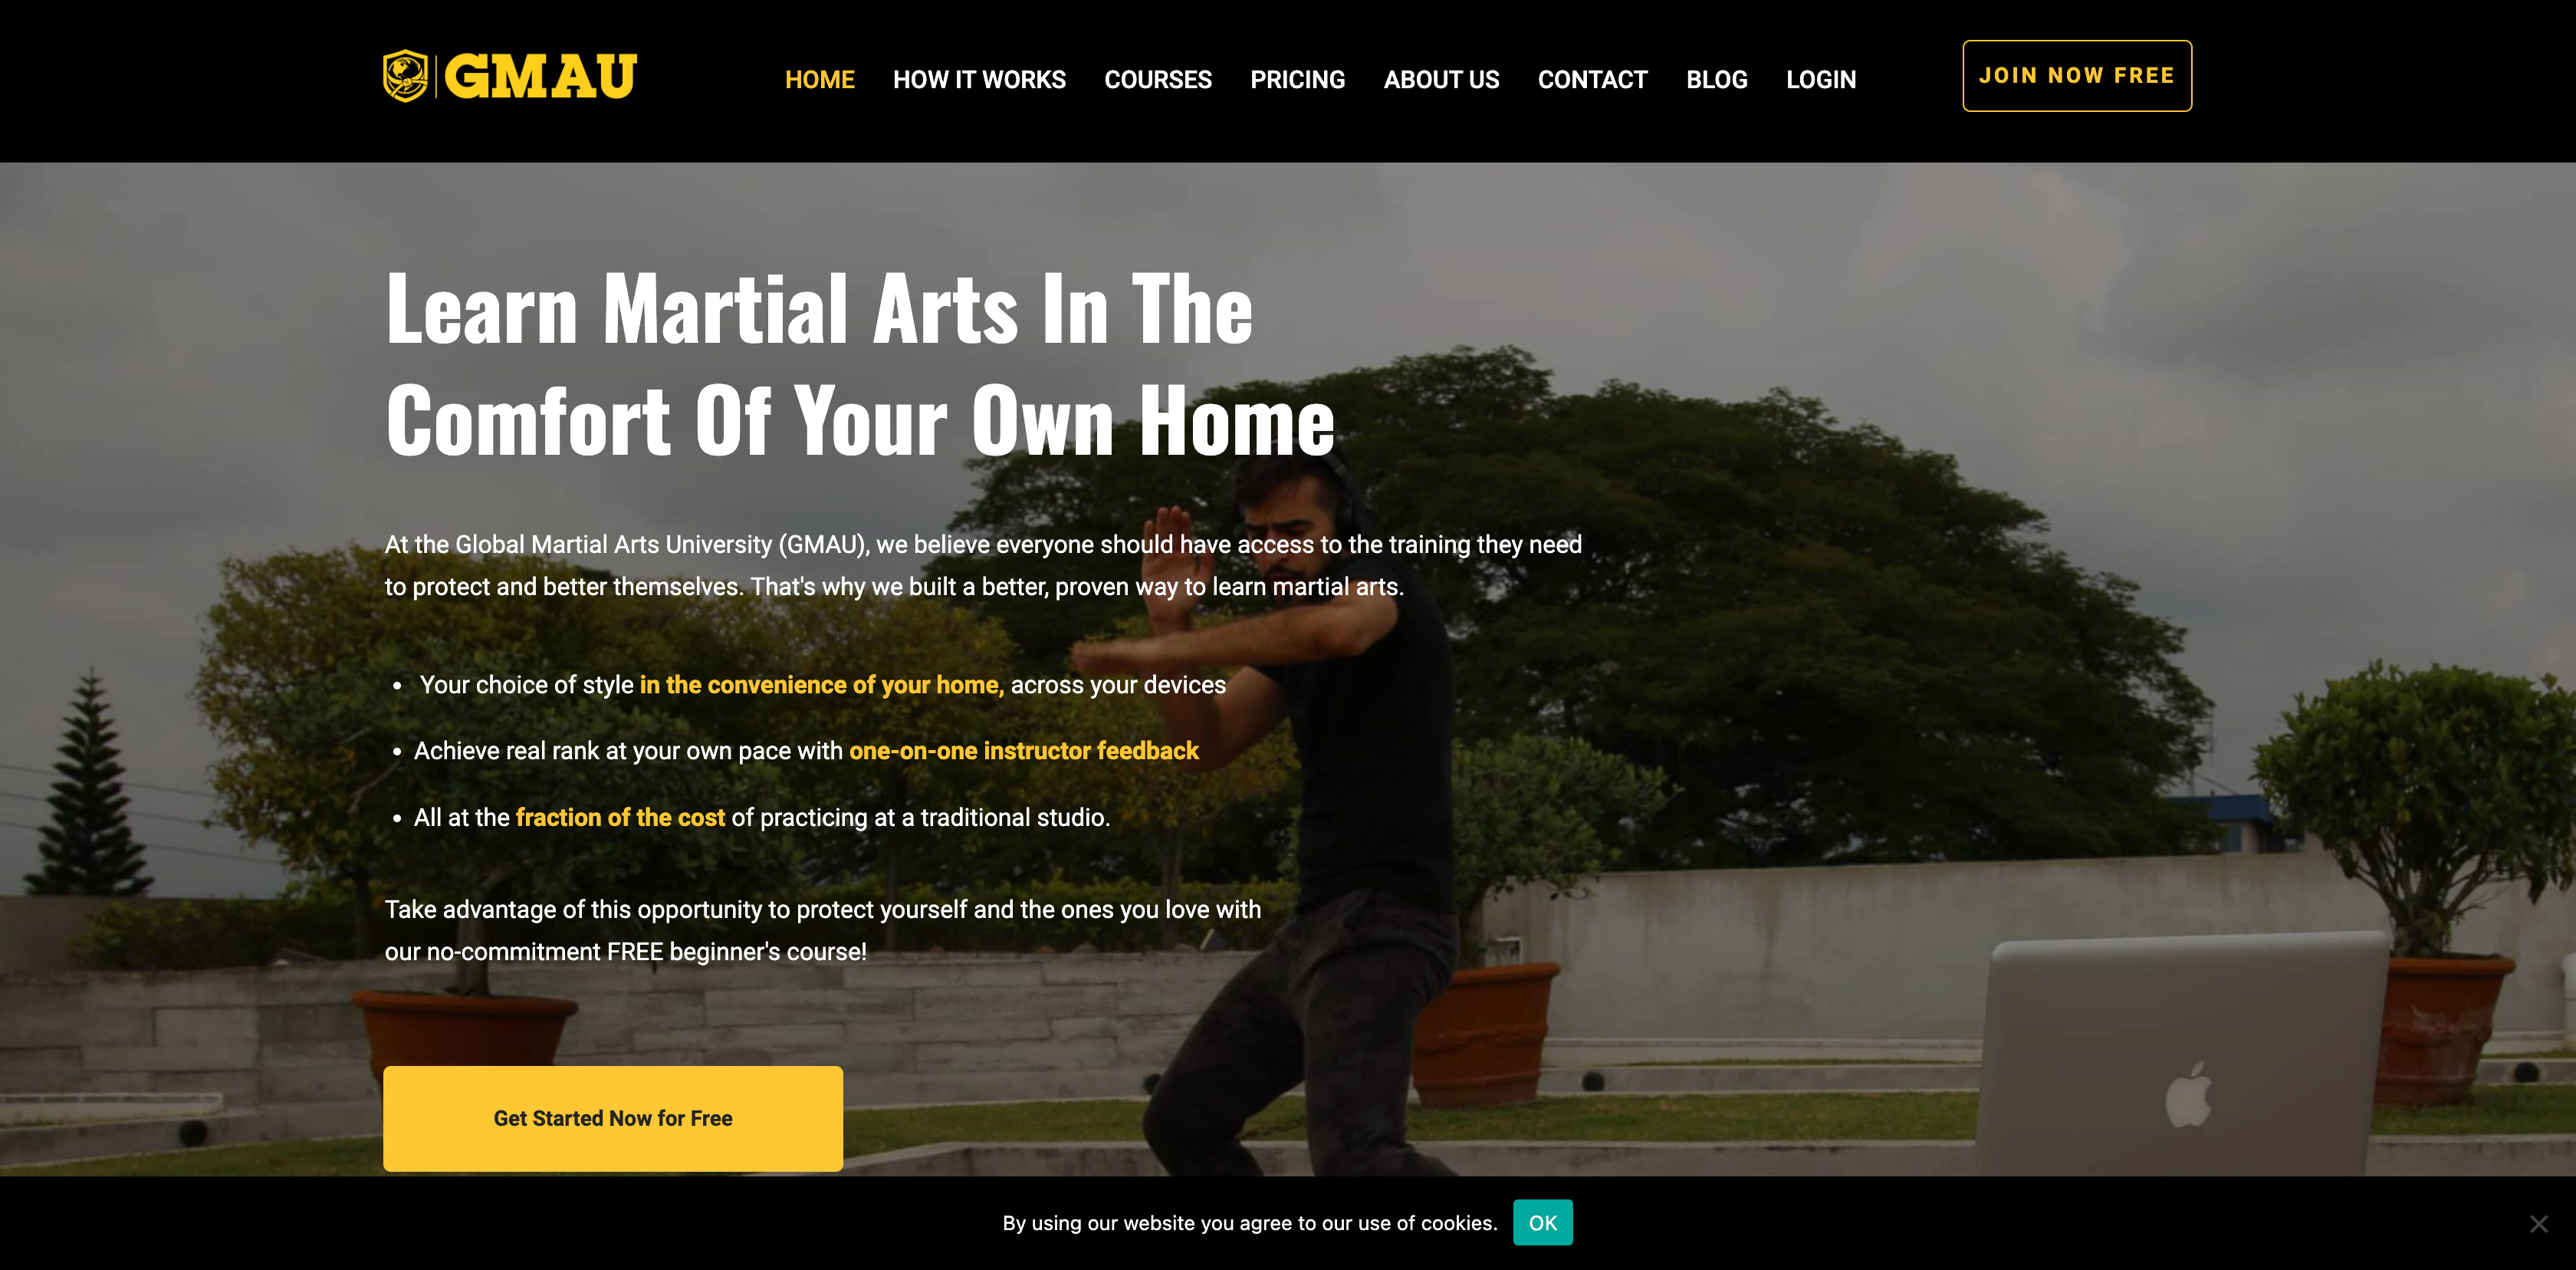 GMAU
HOME
HOW IT WORKS
COURSES
PRICING
ABOUT US
CONTACT
BLOG
LOGIN
JOIN NOW FREE
Learn Martial Arts In The
Comfort Of Your Own Home
At the Global Martial Arts University (GMAU), we believe everyone should have access to the training they need
to protect and better themselves. That's why we built a better, proven way to learn martial arts.
• Your choice of style in the convenience of your home, across your devices
• Achieve real rank at your own pace with one-on-one instructor feedback
• All at the fraction of the cost of practicing at a traditional studio.
Take advantage of this opportunity to protect yourself and the ones you love with
our no-commitment FREE beginner's course!
Get Started Now for Free
By using our website you agree to our use of cookies.
OK